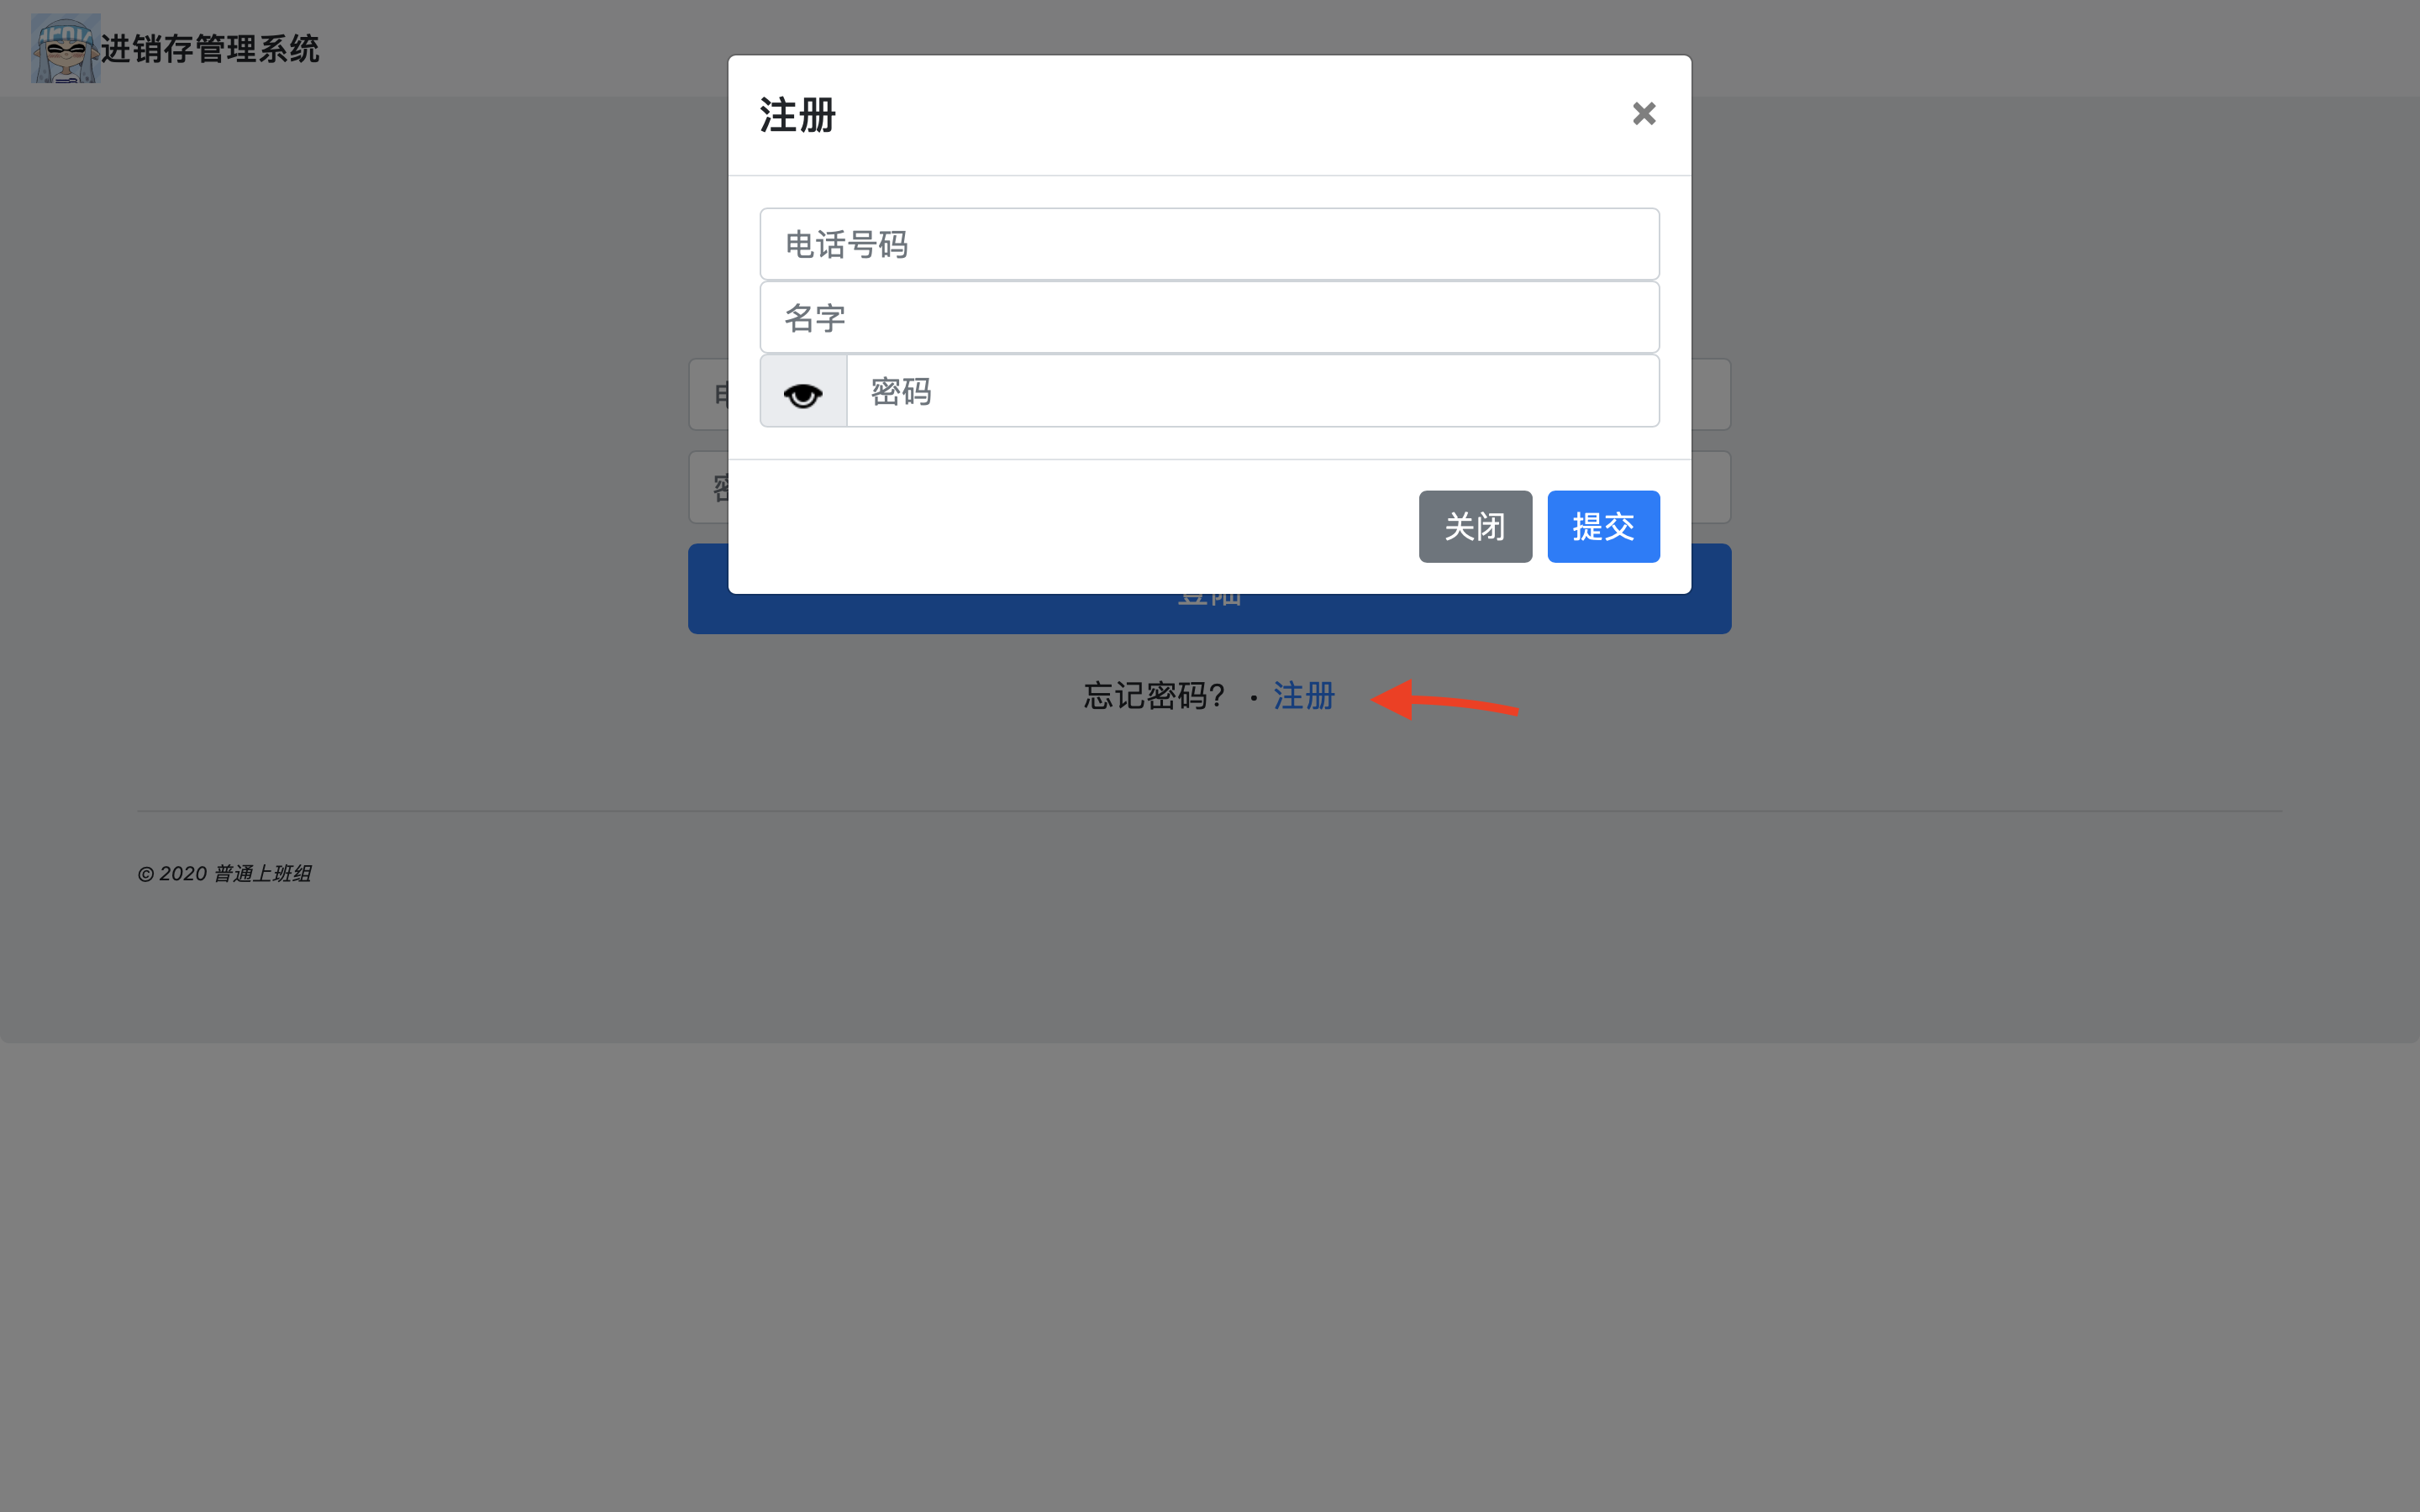 进销存管理系统
注册
×
电话号码
名字
密码
关闭 提交
忘记密码? · 注册
© 2020 普通上班组